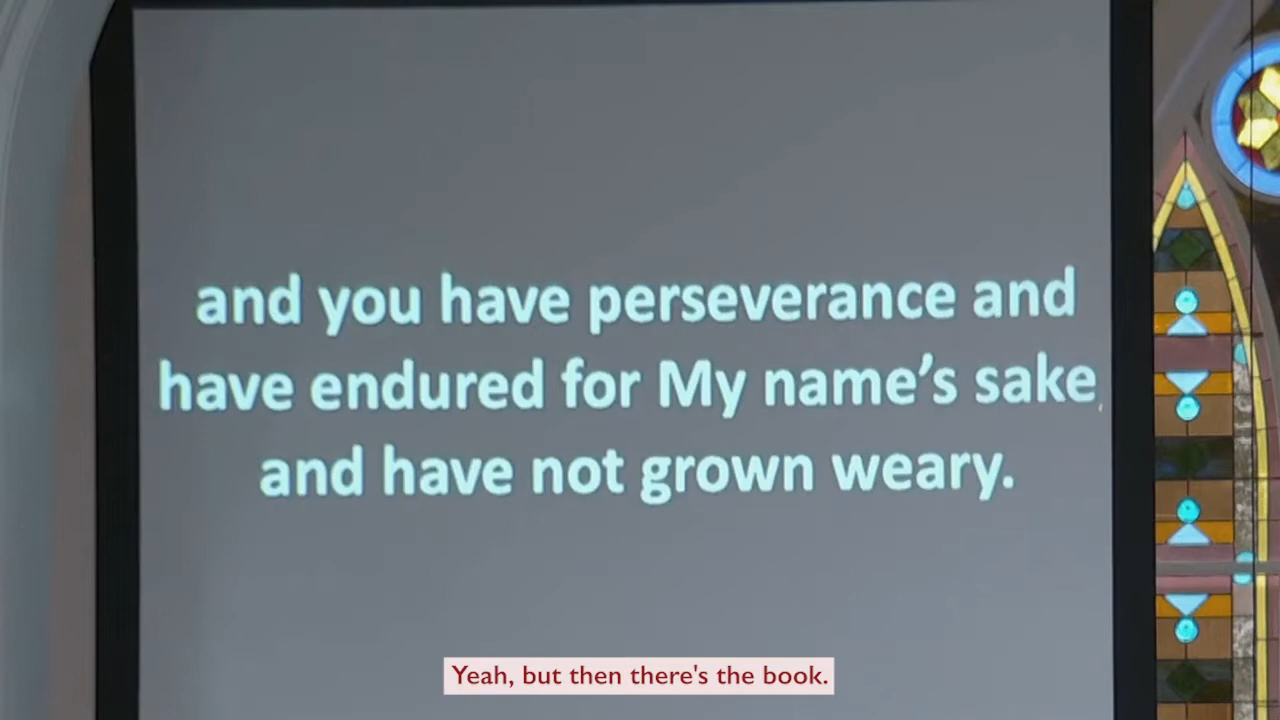 and you have perseverance and
have endured for My name’s sake,
and have not grown weary.
Yeah, but then there's the book.